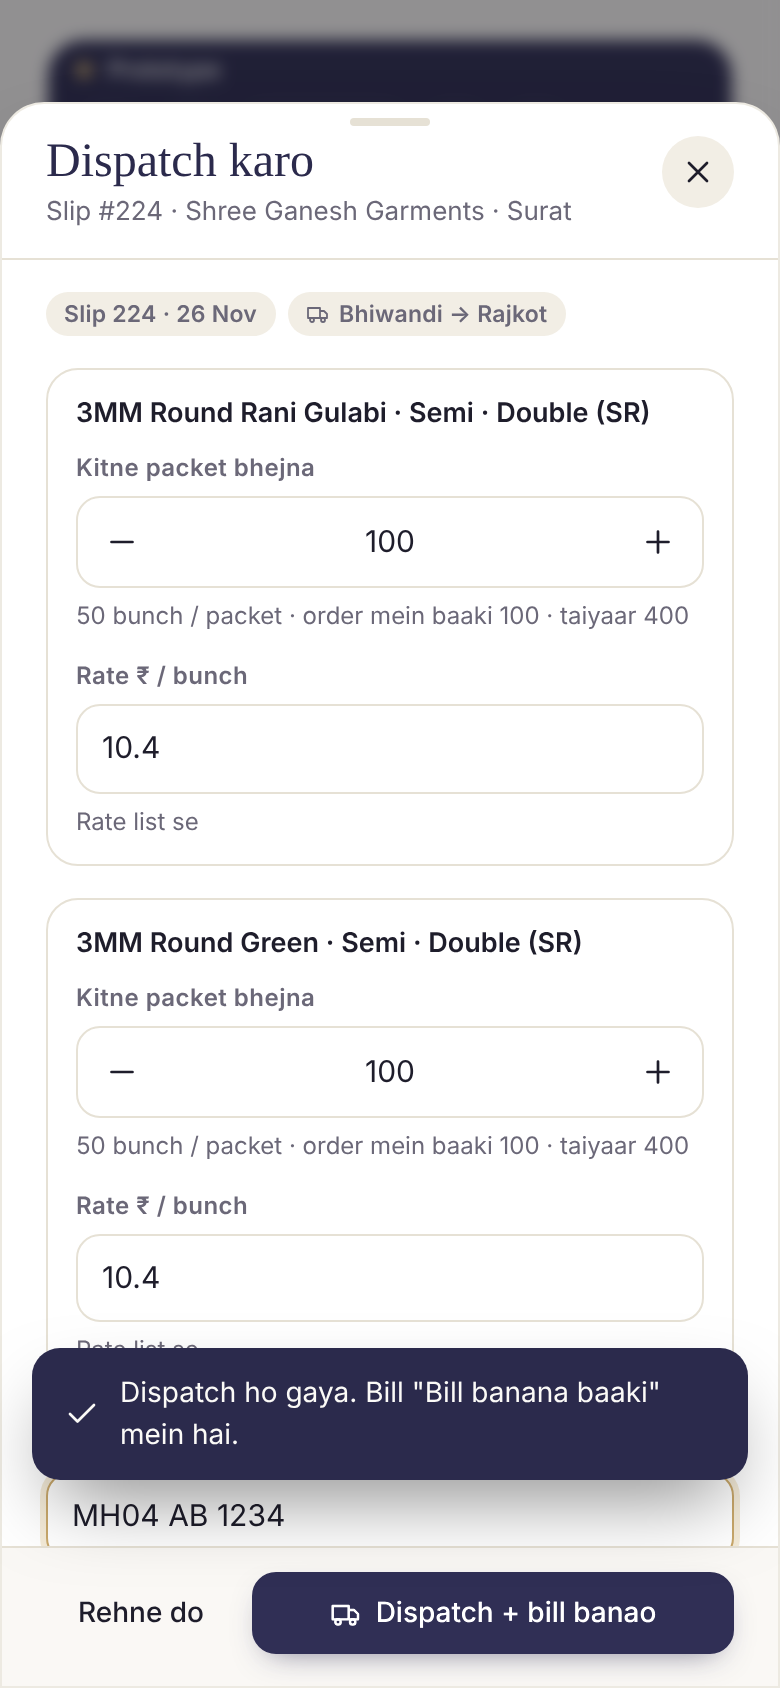 Prototype
Dispatch karo
Slip #224 · Shree Ganesh Garments · Surat
Slip 224 · 26 Nov
Bhiwandi → Rajkot
3MM Round Rani Gulabi · Semi · Double (SR)
Kitne packet bhejna
100
50 bunch / packet · order mein baaki 100 · taiyaar 400
Rate ₹ / bunch
10.4
Rate list se
3MM Round Green · Semi · Double (SR)
Kitne packet bhejna
100
50 bunch / packet · order mein baaki 100 · taiyaar 400
Rate ₹ / bunch
10.4
Rate list se
Dispatch ho gaya. Bill "Bill banana baaki"
mein hai.
MH04 AB 1234
Rehne do
Dispatch + bill banao